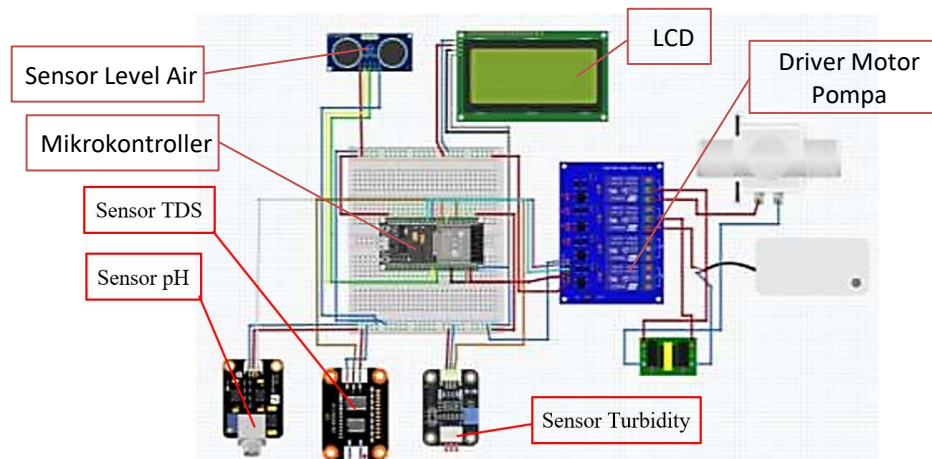 Sensor Level Air
LCD
Driver Motor
Pompa
Mikrokontroller
Sensor TDS
Sensor pH
Sensor Turbidity